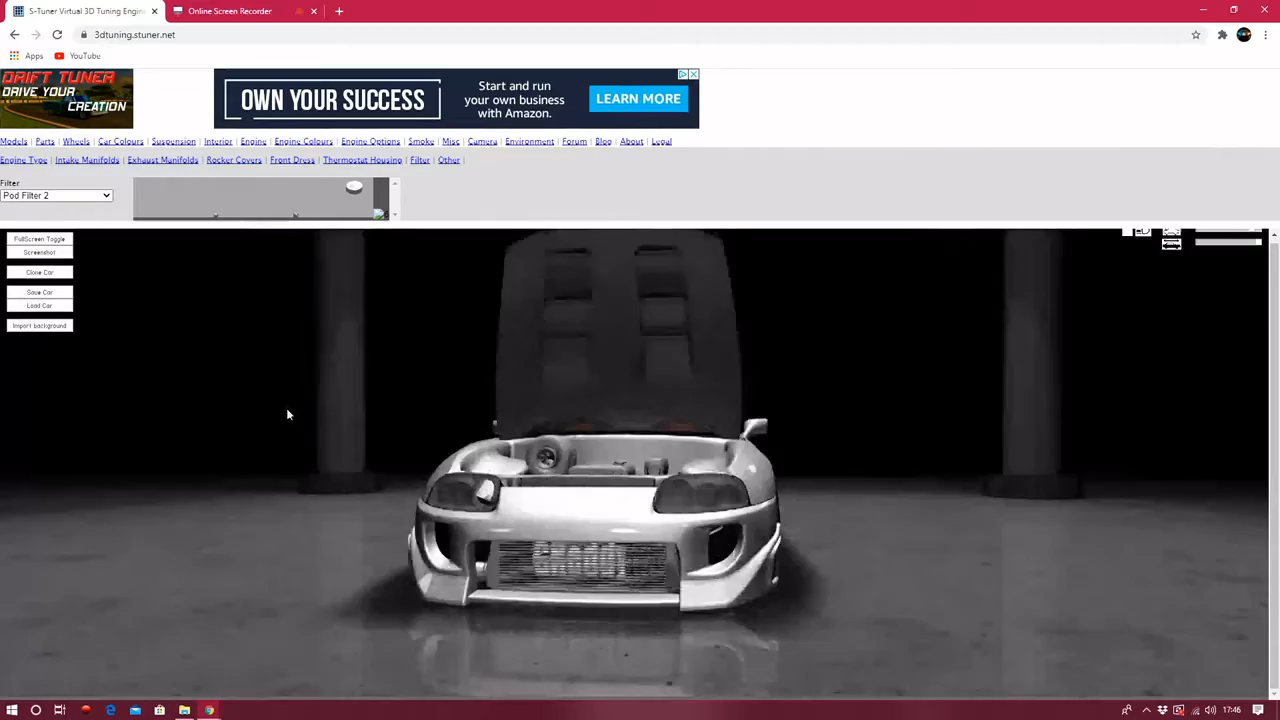 S-Tuner Virtual 3D Tuning Engin
Online Screen Recorder
3dtuning.stuner.net
Apps
YouTube
DRIFT TUNER
DRIVE YOUR
CREATION
OWN YOUR SUCCESS
Start and run
your own business
with Amazon.
LEARN MORE
Models | Parts | Wheels | Car Colours | Suspension | Interior | Engine | Engine Colours | Engine Options | Smoke | Misc | Camera | Environment | Forum | Blog | About | Legal
Engine Type | Intake Manifolds | Exhaust Manifolds | Rocker Covers | Front Dress | Thermostat Housing | Filter | Other |
Filter
Pod Filter 2
FullScreen Toggle
Screenshot
Clone Car
Save Car
Load Car
Import background
17:46